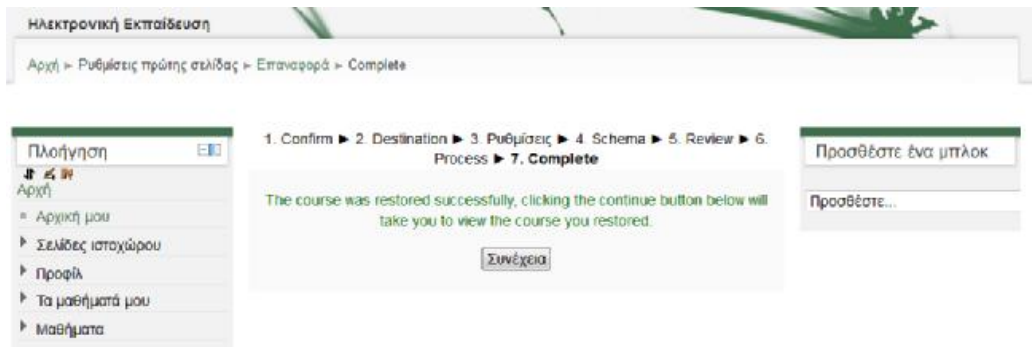 Ηλεκτρονική Εκπαίδευση
Αρχή ► Ρυθμίσεις πρώτης σελίδας ► Επαναφορά ► Complete
Πλοήγηση
Αρχή
Αρχική μου
Σελίδες ιστοχώρου
Προφίλ
Τα μαθήματά μου
Μαθήματα
1. Confirm ► 2. Destination ► 3. Ρυθμίσεις ► 4. Schema ► 5. Review ► 6.
Process ► 7. Complete
The course was restored successfully, clicking the continue button below will
take you to view the course you restored.
Συνέχεια
Προσθέστε ένα μπλοκ
Προσθέστε...